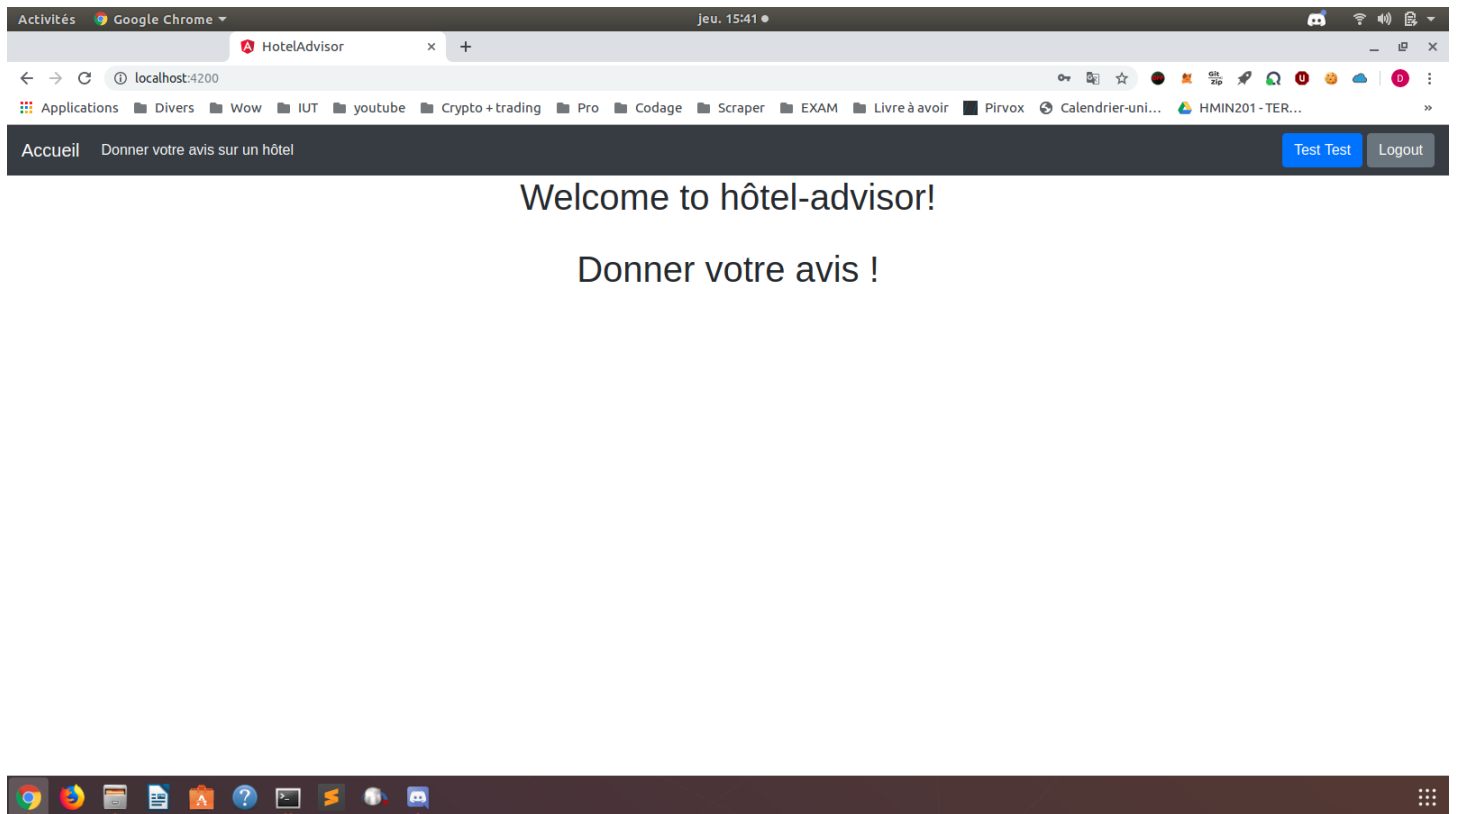 Activités Google Chrome jeu. 15:41
HotelAdvisor
localhost:4200
Applications Divers Wow IUT youtube Crypto+trading Pro Codage Scraper EXAM Livre à avoir Pirvox Calendrier-uni... HMIN201 - TER... »
Accueil Donner votre avis sur un hôtel Test Test Logout
Welcome to hôtel-advisor!
Donner votre avis !